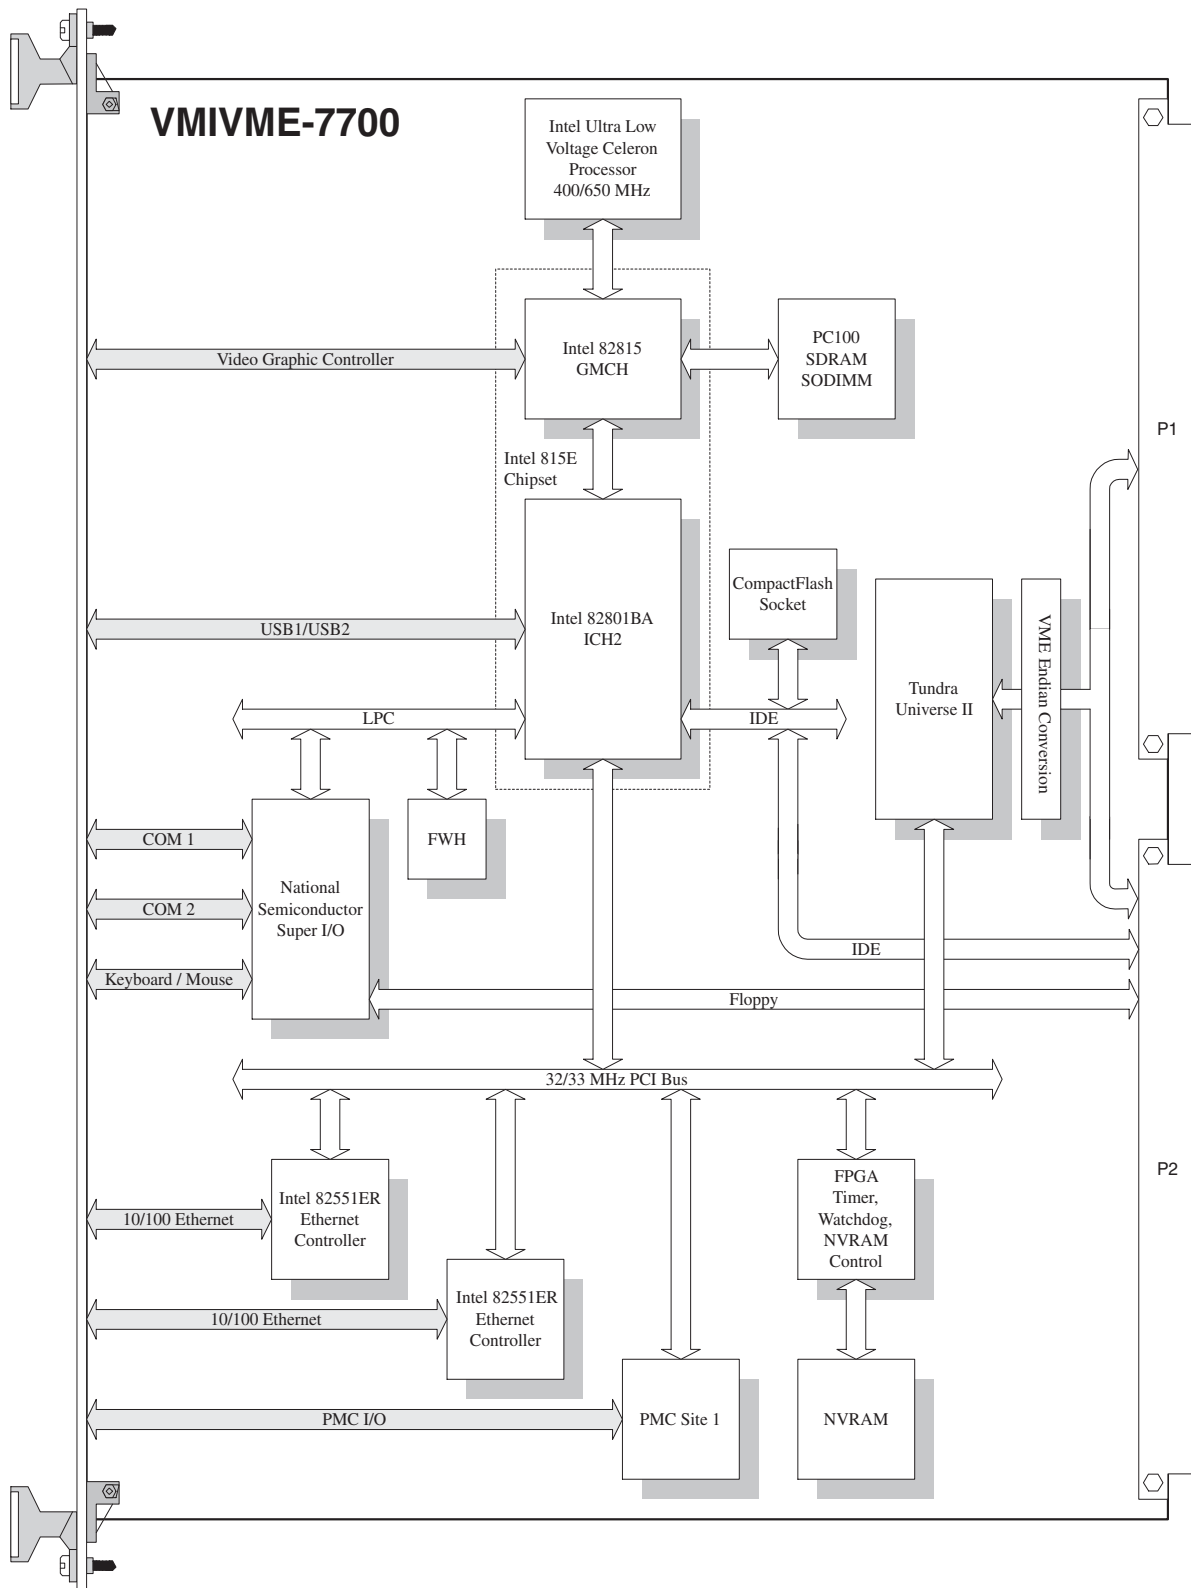 VMIVME-7700
Intel Ultra Low
Voltage Celeron
Processor
400/650 MHz
Video Graphic Controller
Intel 82815
GMCH
PC100
SDRAM
SODIMM
P1
Intel 815E
Chipset
USB1/USB2
Intel 82801BA
ICH2
CompactFlash
Socket
Tundra
Universe II
VME Endian Conversion
LPC
IDE
COM 1
COM 2
Keyboard / Mouse
National
Semiconductor
Super I/O
FWH
IDE
Floppy
32/33 MHz PCI Bus
P2
10/100 Ethernet
Intel 82551ER
Ethernet
Controller
FPGA
Timer,
Watchdog,
NVRAM
Control
10/100 Ethernet
Intel 82551ER
Ethernet
Controller
PMC I/O
PMC Site 1
NVRAM